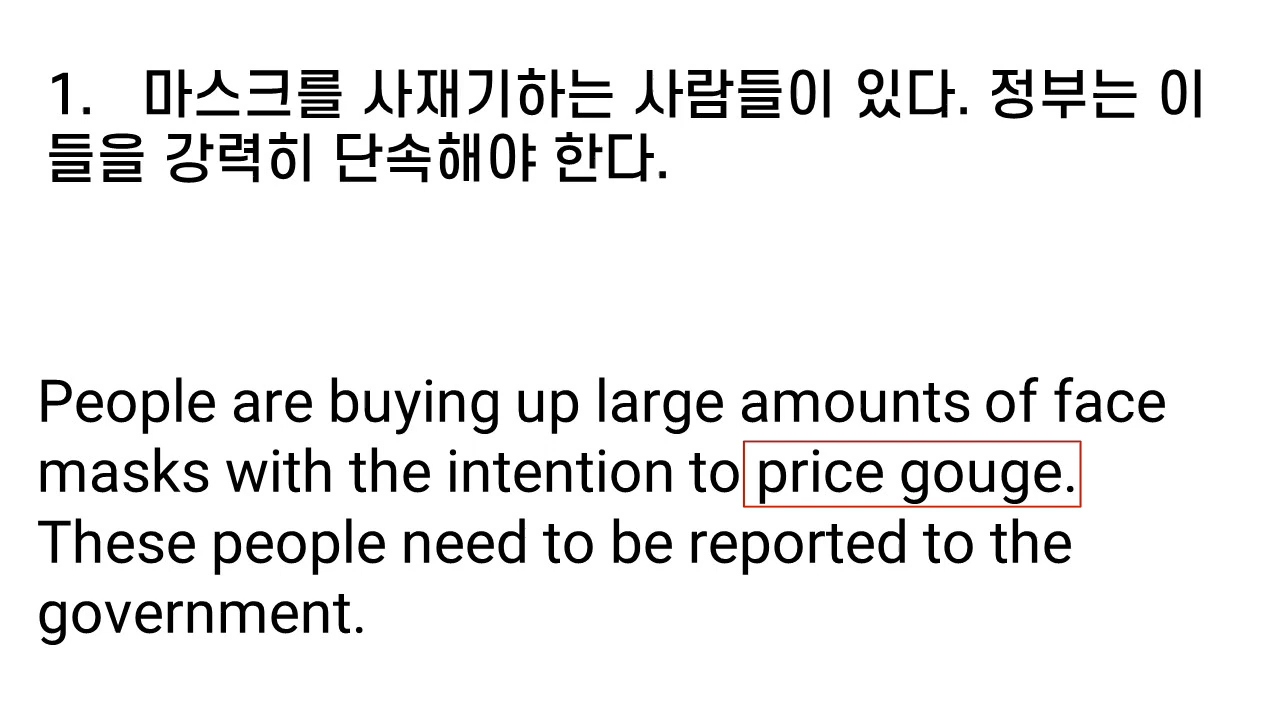 1. 마스크를 사재기하는 사람들이 있다. 정부는 이
들을 강력히 단속해야 한다.
People are buying up large amounts of face
masks with the intention to price gouge.
These people need to be reported to the
government.